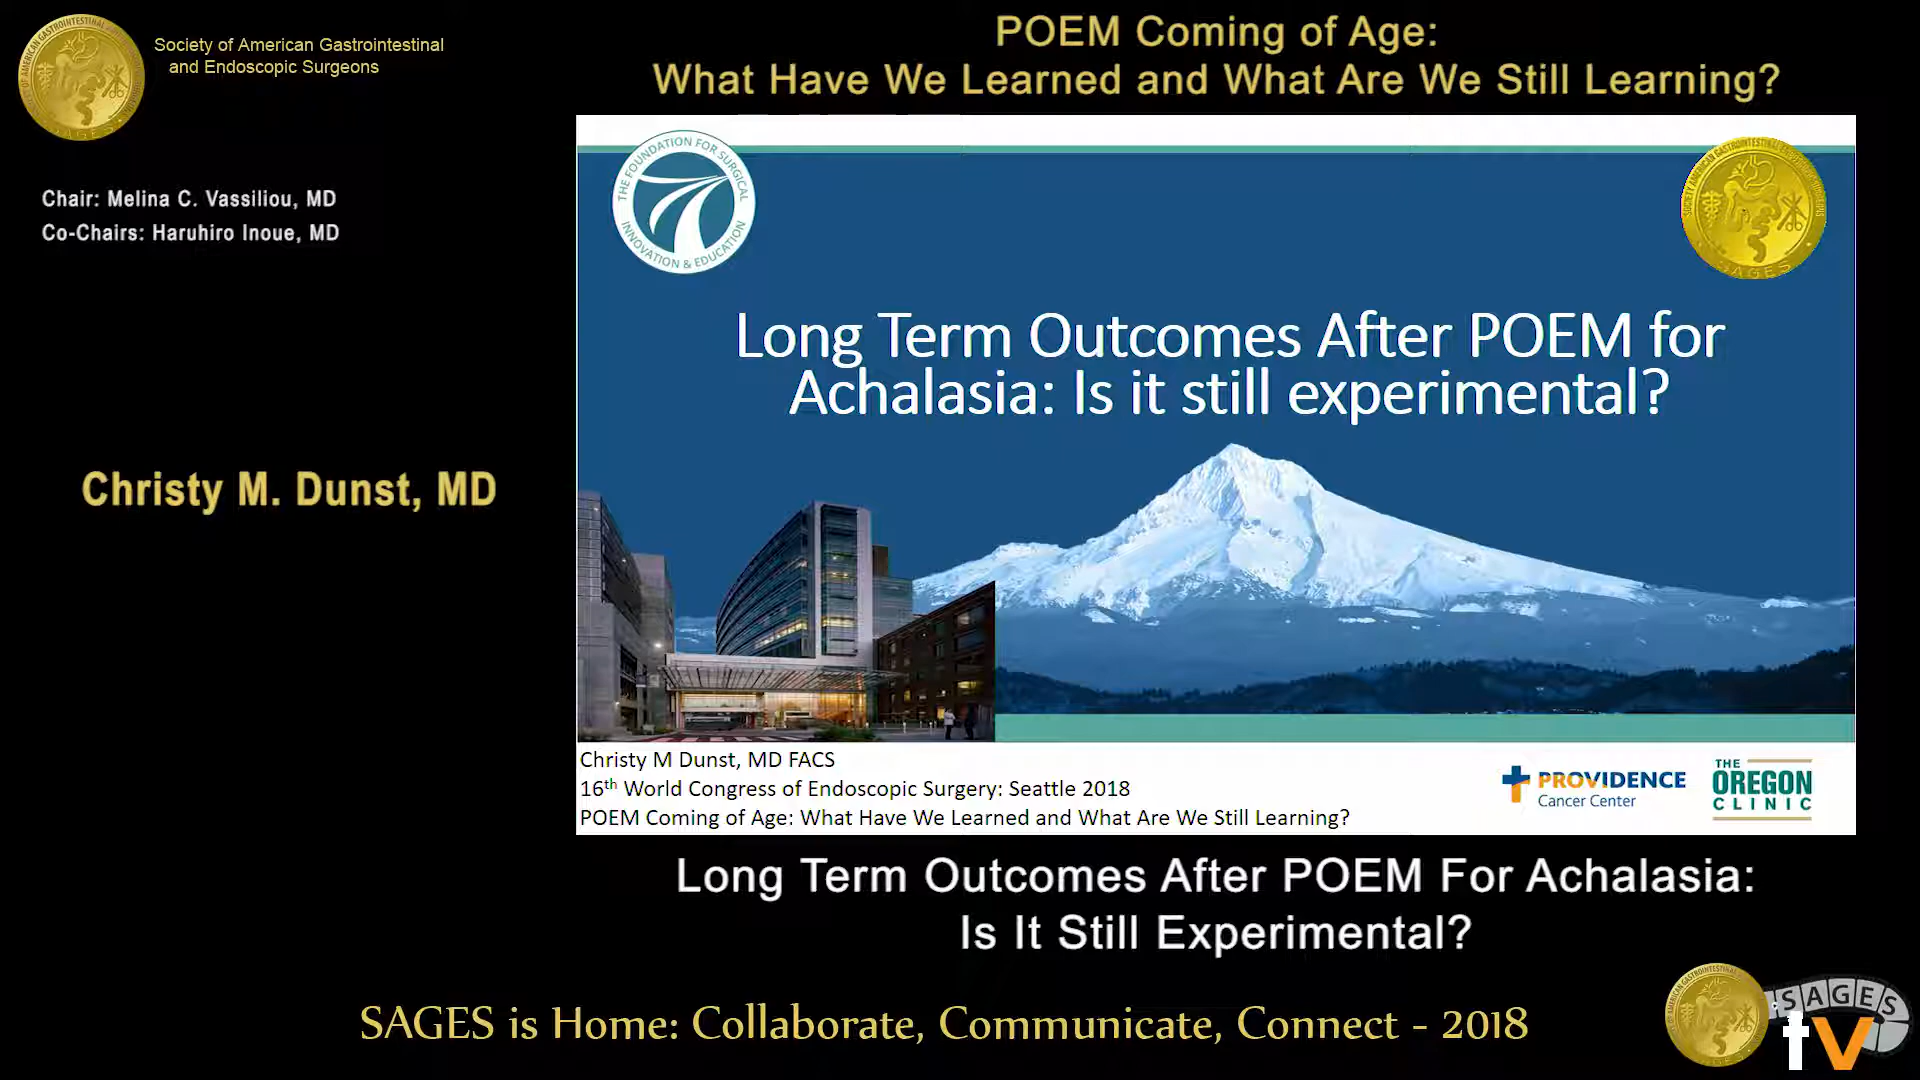 Society of American Gastrointestinal
and Endoscopic Surgeons
POEM Coming of Age:
What Have We Learned and What Are We Still Learning?
Chair: Melina C. Vassiliou, MD
Co-Chairs: Haruhiro Inoue, MD
Christy M. Dunst, MD
THE FOUNDATION FOR SURGICAL
INNOVATION & EDUCATION
SAGES
Long Term Outcomes After POEM for
Achalasia: Is it still experimental?
Christy M Dunst, MD FACS
16th World Congress of Endoscopic Surgery: Seattle 2018
POEM Coming of Age: What Have We Learned and What Are We Still Learning?
PROVIDENCE
Cancer Center
THE
OREGON
CLINIC
Long Term Outcomes After POEM For Achalasia:
Is It Still Experimental?
SAGES is Home: Collaborate, Communicate, Connect - 2018
SAGES
tv